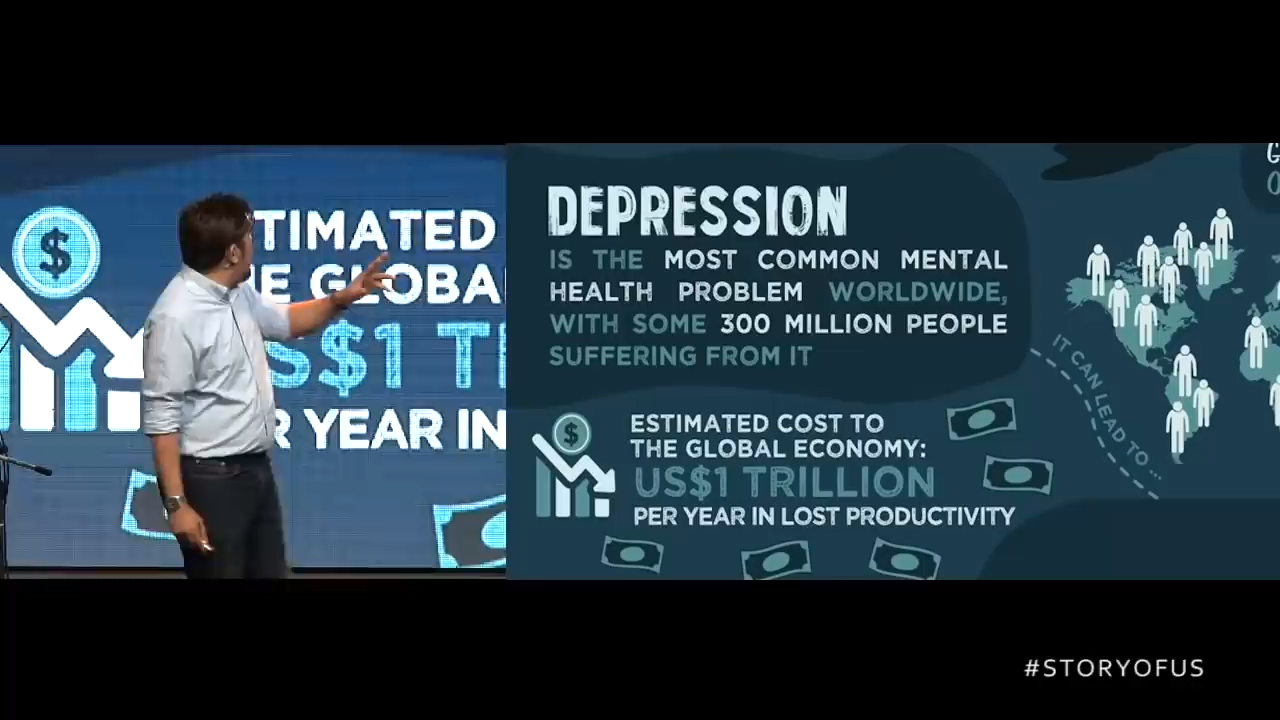 TIMATED
E GLOBA
S$1 T
R YEAR IN
$
DEPRESSION
IS THE MOST COMMON MENTAL
HEALTH PROBLEM WORLDWIDE,
WITH SOME 300 MILLION PEOPLE
SUFFERING FROM IT
$
ESTIMATED COST TO
THE GLOBAL ECONOMY:
US$1 TRILLION
PER YEAR IN LOST PRODUCTIVITY
IT CAN LEAD TO ...
#STORYOFUS